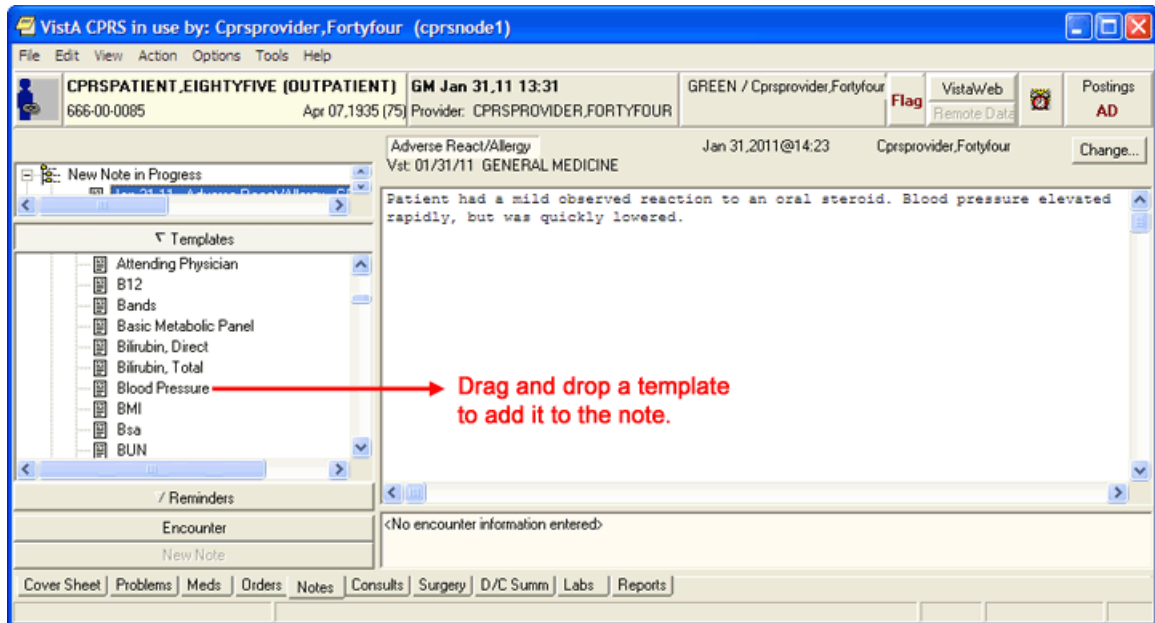 VistA CPRS in use by: Cprsprovider,Fortyfour (cprsnode1)
File Edit View Action Options Tools Help
CPRSPATIENT,EIGHTYFIVE (OUTPATIENT) GM Jan 31,11 13:31 GREEN / Cprsprovider,Fortyfour Flag VistaWeb Postings
666-00-0085 Apr 07,1935 (75) Provider: CPRSPROVIDER,FORTYFOUR Remote Data AD
Adverse React/Allergy Jan 31,2011@14:23 Cprsprovider,Fortyfour Change...
Vst: 01/31/11 GENERAL MEDICINE
New Note in Progress
Jan 31,11 Adverse React/Allergy,
Patient had a mild observed reaction to an oral steroid. Blood pressure elevated
rapidly, but was quickly lowered.
Templates
Attending Physician
B12
Bands
Basic Metabolic Panel
Bilirubin, Direct
Bilirubin, Total
Blood Pressure
BMI
Bsa
BUN
Drag and drop a template
to add it to the note.
/ Reminders
Encounter
New Note
<No encounter information entered>
Cover Sheet Problems Meds Orders Notes Consults Surgery D/C Summ Labs Reports